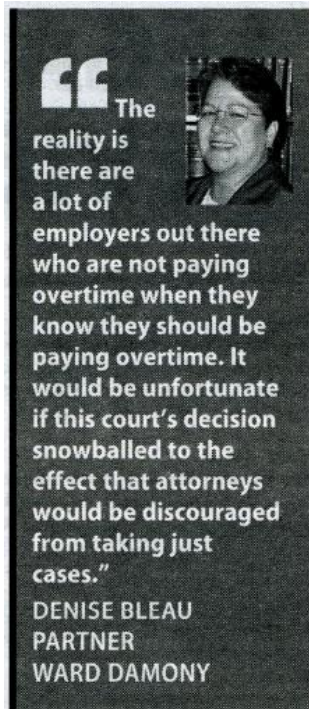 “The
reality is
there are
a lot of
employers out there
who are not paying
overtime when they
know they should be
paying overtime. It
would be unfortunate
if this court’s decision
snowballed to the
effect that attorneys
would be discouraged
from taking just
cases.”
DENISE BLEAU
PARTNER
WARD DAMONY